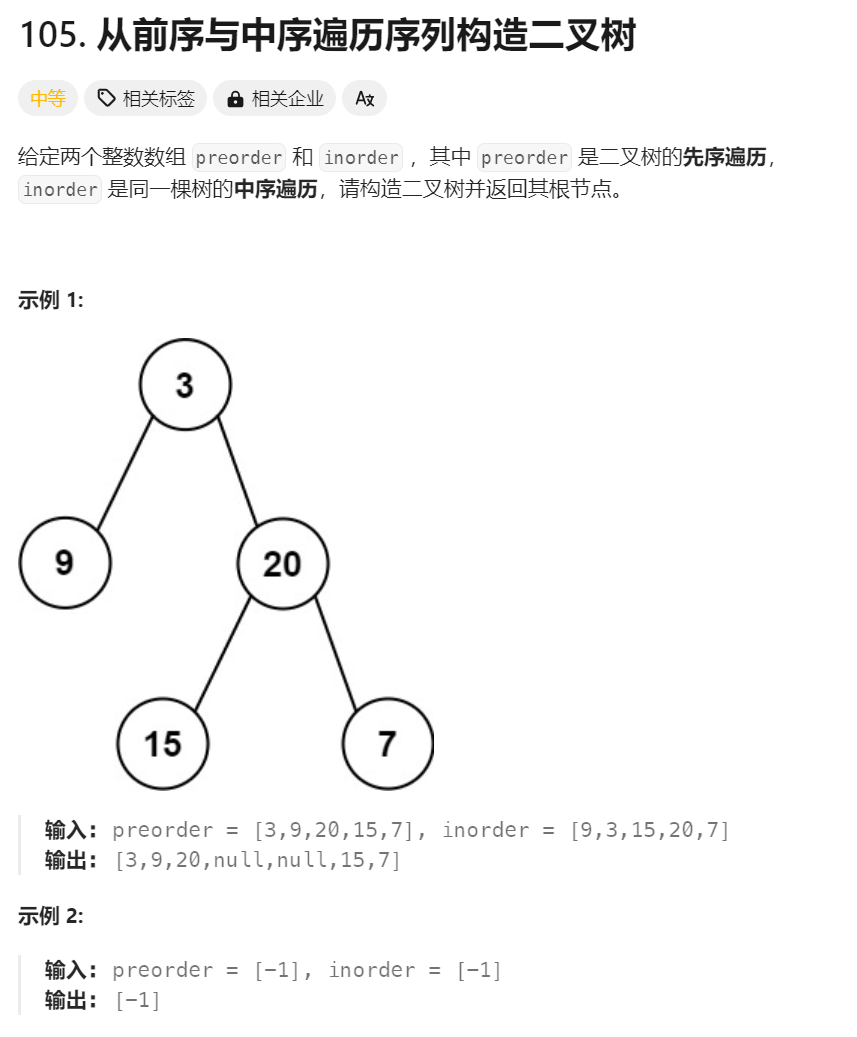 105. 从前序与中序遍历序列构造二叉树
中等 相关标签 相关企业 Aあ
给定两个整数数组 preorder 和 inorder ，其中 preorder 是二叉树的先序遍历，
inorder 是同一棵树的中序遍历，请构造二叉树并返回其根节点。
示例 1:
3
9 20
15 7
输入: preorder = [3,9,20,15,7], inorder = [9,3,15,20,7]
输出: [3,9,20,null,null,15,7]
示例 2:
输入: preorder = [-1], inorder = [-1]
输出: [-1]